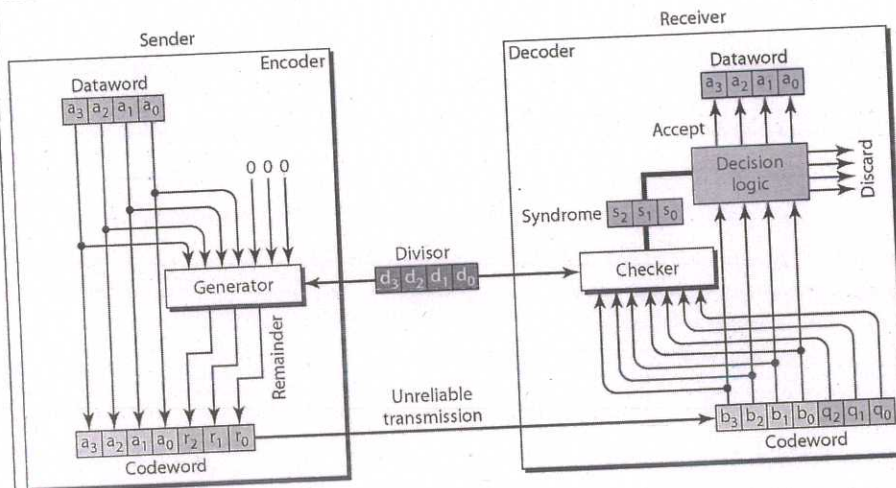 Sender
Encoder
Dataword
a3 a2 a1 a0
0 0 0
Generator
Remainder
a3 a2 a1 a0 r2 r1 r0
Codeword
Divisor
d3 d2 d1 d0
Unreliable
transmission
Receiver
Decoder
Dataword
a3 a2 a1 a0
Accept
Decision
logic
Discard
Syndrome
s2 s1 s0
Checker
b3 b2 b1 b0 q2 q1 q0
Codeword